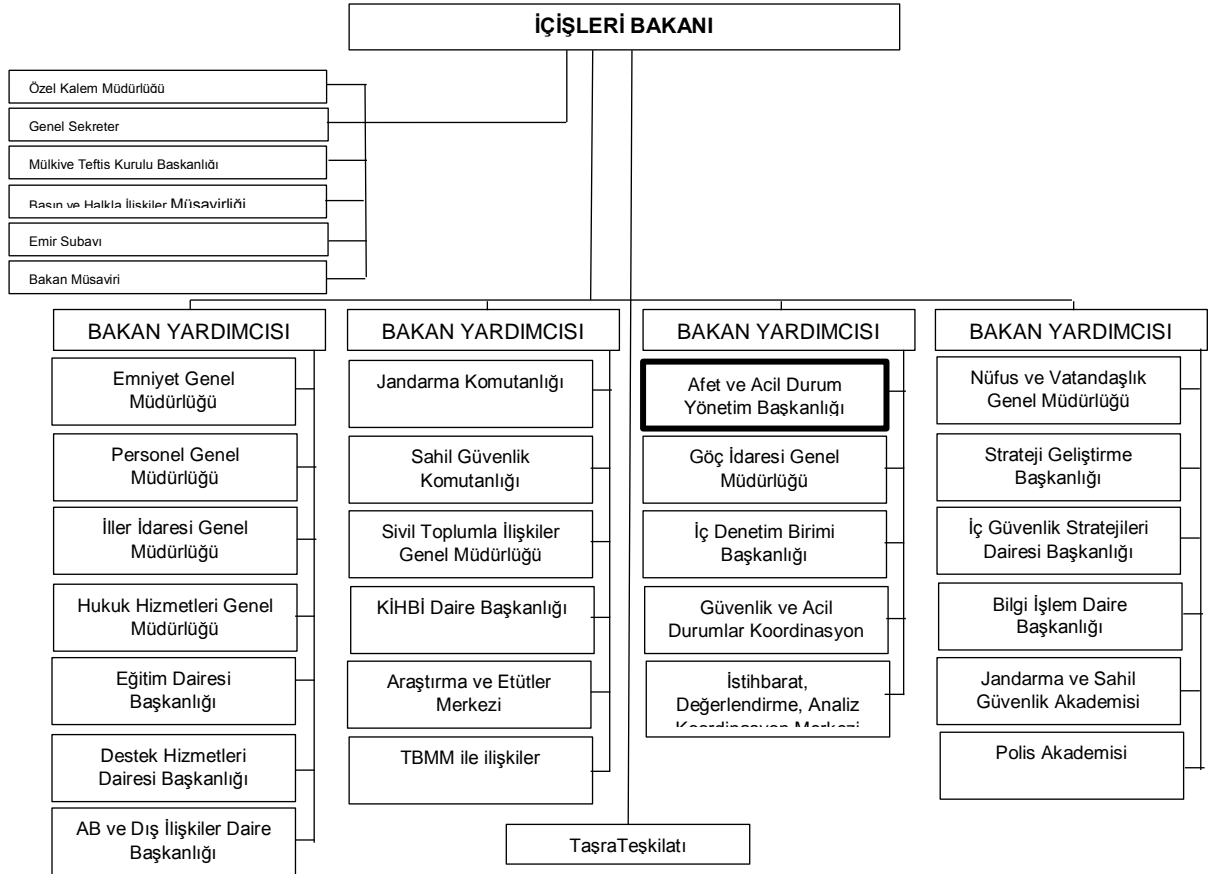 İÇİŞLERİ BAKANI
Özel Kalem Müdürlüğü
Genel Sekreter
Mülkiye Teftis Kurulu Baskanlığı
Basın ve Halkla İlişkiler Müsavirliği
Emir Subayı
Bakan Müsaviri
BAKAN YARDIMCISI
Emniyet Genel
Müdürlüğü
Personel Genel
Müdürlüğü
İller İdaresi Genel
Müdürlüğü
Hukuk Hizmetleri Genel
Müdürlüğü
Eğitim Dairesi
Başkanlığı
Destek Hizmetleri
Dairesi Başkanlığı
AB ve Dış İlişkiler Daire
Başkanlığı
BAKAN YARDIMCISI
Jandarma Komutanlığı
Sahil Güvenlik
Komutanlığı
Sivil Toplumla İlişkiler
Genel Müdürlüğü
KİHBİ Daire Başkanlığı
Araştırma ve Etütler
Merkezi
TBMM ile ilişkiler
BAKAN YARDIMCISI
Afet ve Acil Durum
Yönetim Başkanlığı
Göç İdaresi Genel
Müdürlüğü
İç Denetim Birimi
Başkanlığı
Güvenlik ve Acil
Durumlar Koordinasyon
İstihbarat,
Değerlendirme, Analiz
Koordinasyon Merkezi
BAKAN YARDIMCISI
Nüfus ve Vatandaşlık
Genel Müdürlüğü
Strateji Geliştirme
Başkanlığı
İç Güvenlik Stratejileri
Dairesi Başkanlığı
Bilgi İşlem Daire
Başkanlığı
Jandarma ve Sahil
Güvenlik Akademisi
Polis Akademisi
TaşraTeşkilatı